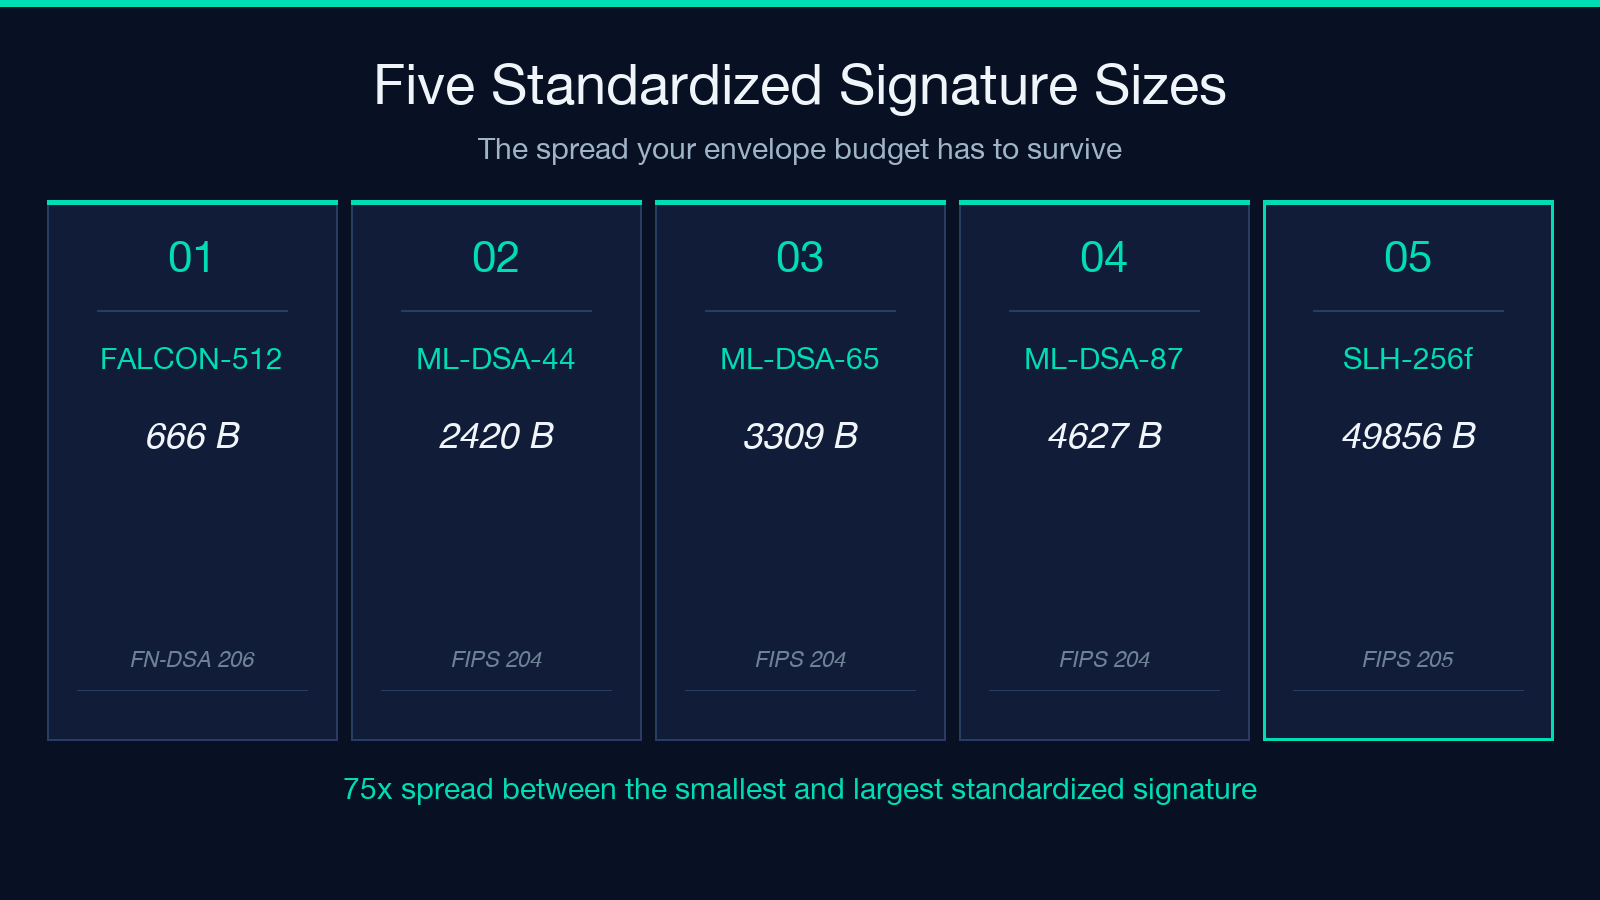 Five Standardized Signature Sizes
The spread your envelope budget has to survive
01
FALCON-512
666 B
FN-DSA 206
02
ML-DSA-44
2420 B
FIPS 204
03
ML-DSA-65
3309 B
FIPS 204
04
ML-DSA-87
4627 B
FIPS 204
05
SLH-256f
49856 B
FIPS 205
75x spread between the smallest and largest standardized signature